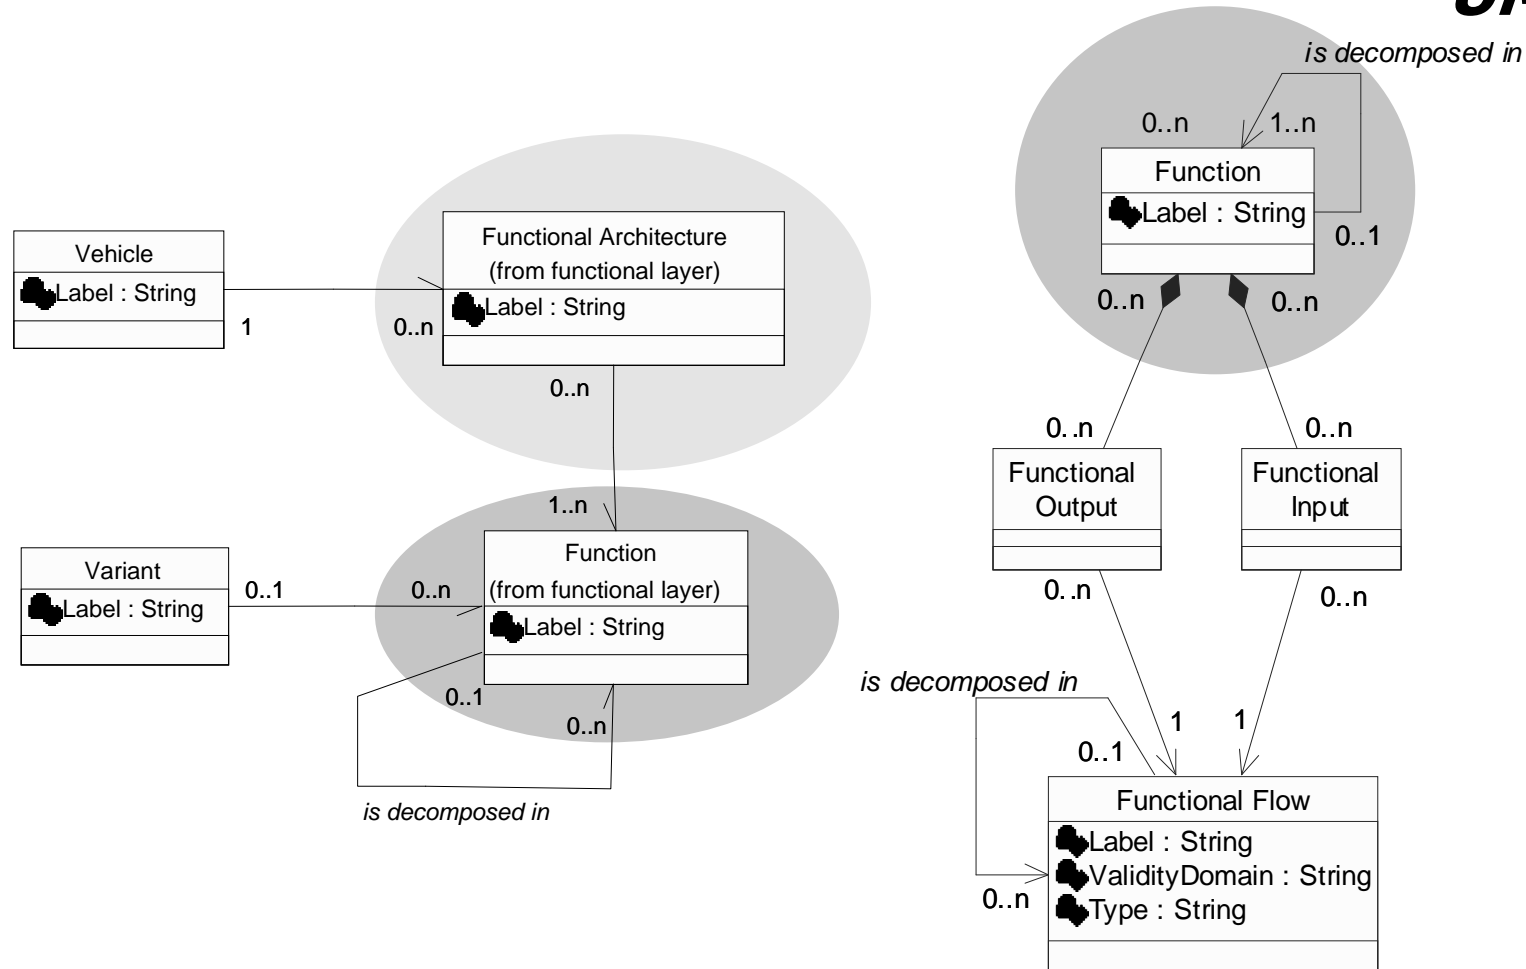 is decomposed in
0..n
1..n
Function
Label : String
0..1
0..n
0..n
Vehicle
Label : String
1
0..n
Functional Architecture
(from functional layer)
Label : String
0..n
1..n
Variant
Label : String
0..1
0..n
Function
(from functional layer)
Label : String
0..1
0..n
is decomposed in
0..n
0..n
Functional
Output
Functional
Input
0..n
0..n
is decomposed in
1
1
0..1
Functional Flow
Label : String
ValidityDomain : String
Type : String
0..n